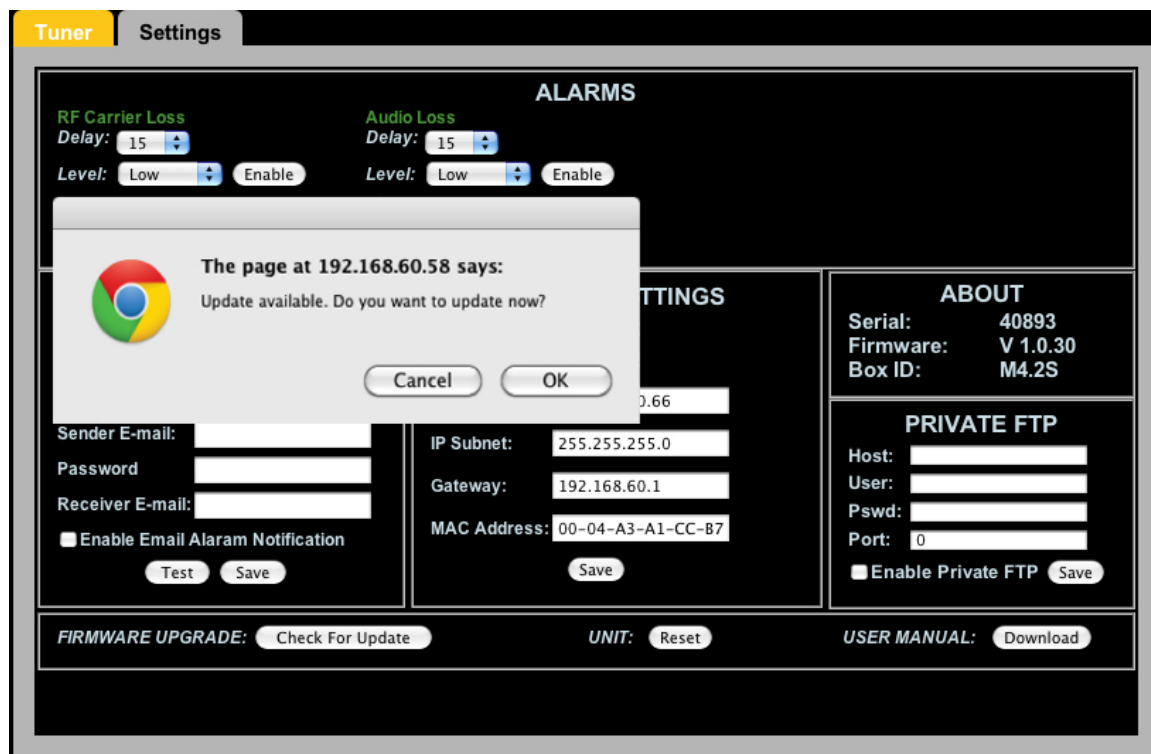 Tuner Settings
ALARMS
RF Carrier Loss Audio Loss
Delay: 15 Delay: 15
Level: Low Enable Level: Low Enable
The page at 192.168.60.58 says:
Update available. Do you want to update now?
Cancel OK
TTINGS
.66
Sender E-mail:
Password
Receiver E-mail:
Enable Email Alaram Notification
Test Save
IP Subnet: 255.255.255.0
Gateway: 192.168.60.1
MAC Address: 00-04-A3-A1-CC-B7
Save
ABOUT
Serial: 40893
Firmware: V 1.0.30
Box ID: M4.2S
PRIVATE FTP
Host:
User:
Pswd:
Port: 0
Enable Private FTP Save
FIRMWARE UPGRADE: Check For Update UNIT: Reset USER MANUAL: Download